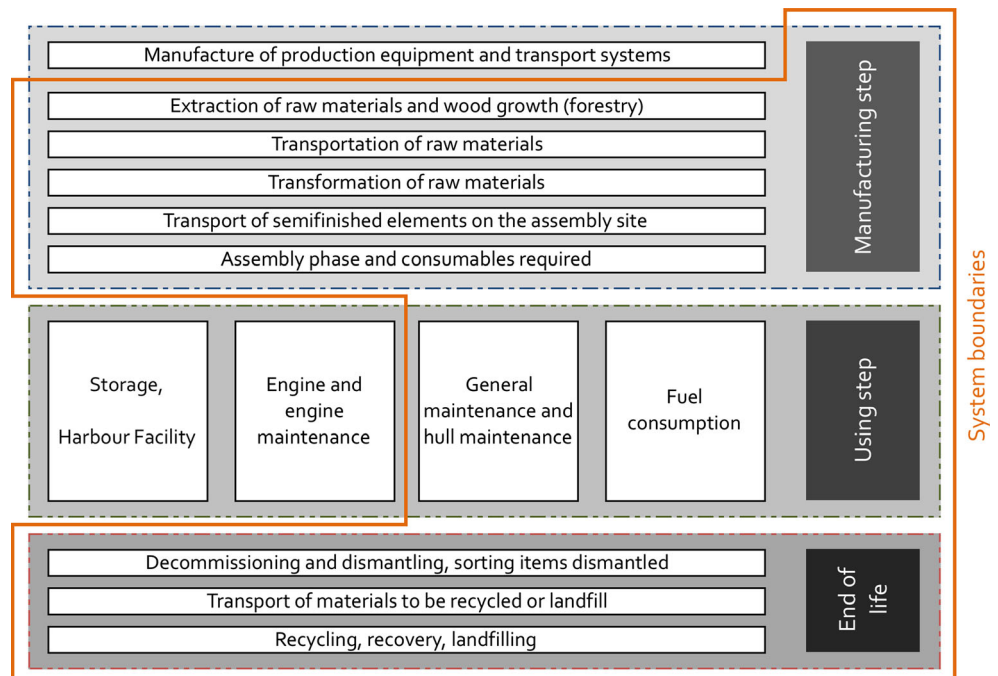 Manufacture of production equipment and transport systems
Extraction of raw materials and wood growth (forestry)
Transportation of raw materials
Transformation of raw materials
Transport of semifinished elements on the assembly site
Assembly phase and consumables required
Manufacturing step
Storage,
Harbour Facility
Engine and
engine
maintenance
General
maintenance and
hull maintenance
Fuel
consumption
Using step
Decommissioning and dismantling, sorting items dismantled
Transport of materials to be recycled or landfill
Recycling, recovery, landfilling
End of
life
System boundaries